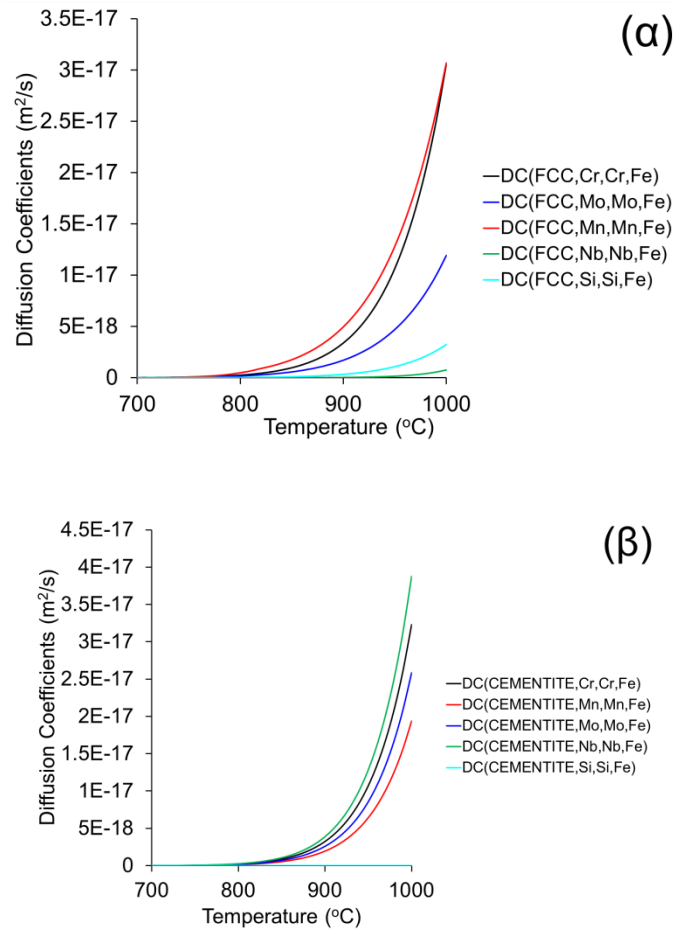 (α)
3.5E-17
3E-17
2.5E-17
2E-17
1.5E-17
1E-17
5E-18
0
Diffusion Coefficients (m²/s)
700 800 900 1000
Temperature (oC)
DC(FCC,Cr,Cr,Fe)
DC(FCC,Mo,Mo,Fe)
DC(FCC,Mn,Mn,Fe)
DC(FCC,Nb,Nb,Fe)
DC(FCC,Si,Si,Fe)
(β)
4.5E-17
4E-17
3.5E-17
3E-17
2.5E-17
2E-17
1.5E-17
1E-17
5E-18
0
Diffusion Coefficients (m²/s)
700 800 900 1000
Temperature (oC)
DC(CEMENTITE,Cr,Cr,Fe)
DC(CEMENTITE,Mn,Mn,Fe)
DC(CEMENTITE,Mo,Mo,Fe)
DC(CEMENTITE,Nb,Nb,Fe)
DC(CEMENTITE,Si,Si,Fe)